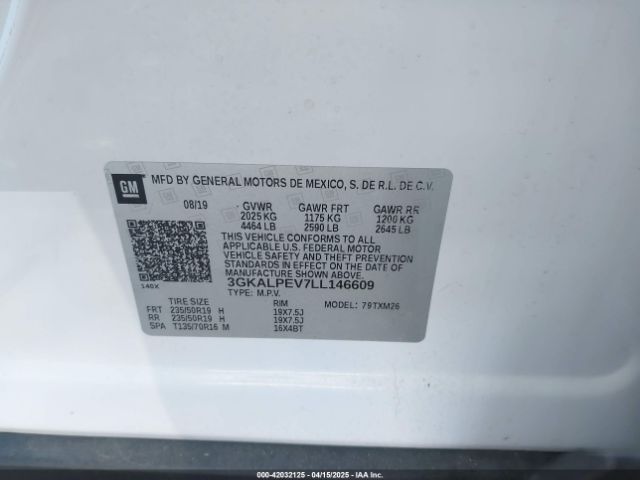 GM
MFD BY GENERAL MOTORS DE MEXICO, S. DE R.L. DE C.V.
08/19 GVWR GAWR FRT GAWR RR
2025 KG 1175 KG 1200 KG
4464 LB 2590 LB 2645 LB
THIS VEHICLE CONFORMS TO ALL
APPLICABLE U.S. FEDERAL MOTOR
VEHICLE SAFETY AND THEFT
PREVENTION STANDARDS IN EFFECT
ON THE DATE OF MANUFACTURE
SHOWN ABOVE.
3GKALPEV7LL146609
140X TYPE: M.P.V.
TIRE SIZE RIM MODEL: 79TXM26
FRT 235/50R19 H 19X7.5J
RR 235/50R19 H 19X7.5J
SPA T135/70R16 M 16X4BT
000-42032125 - 04/15/2025 - IAA Inc.